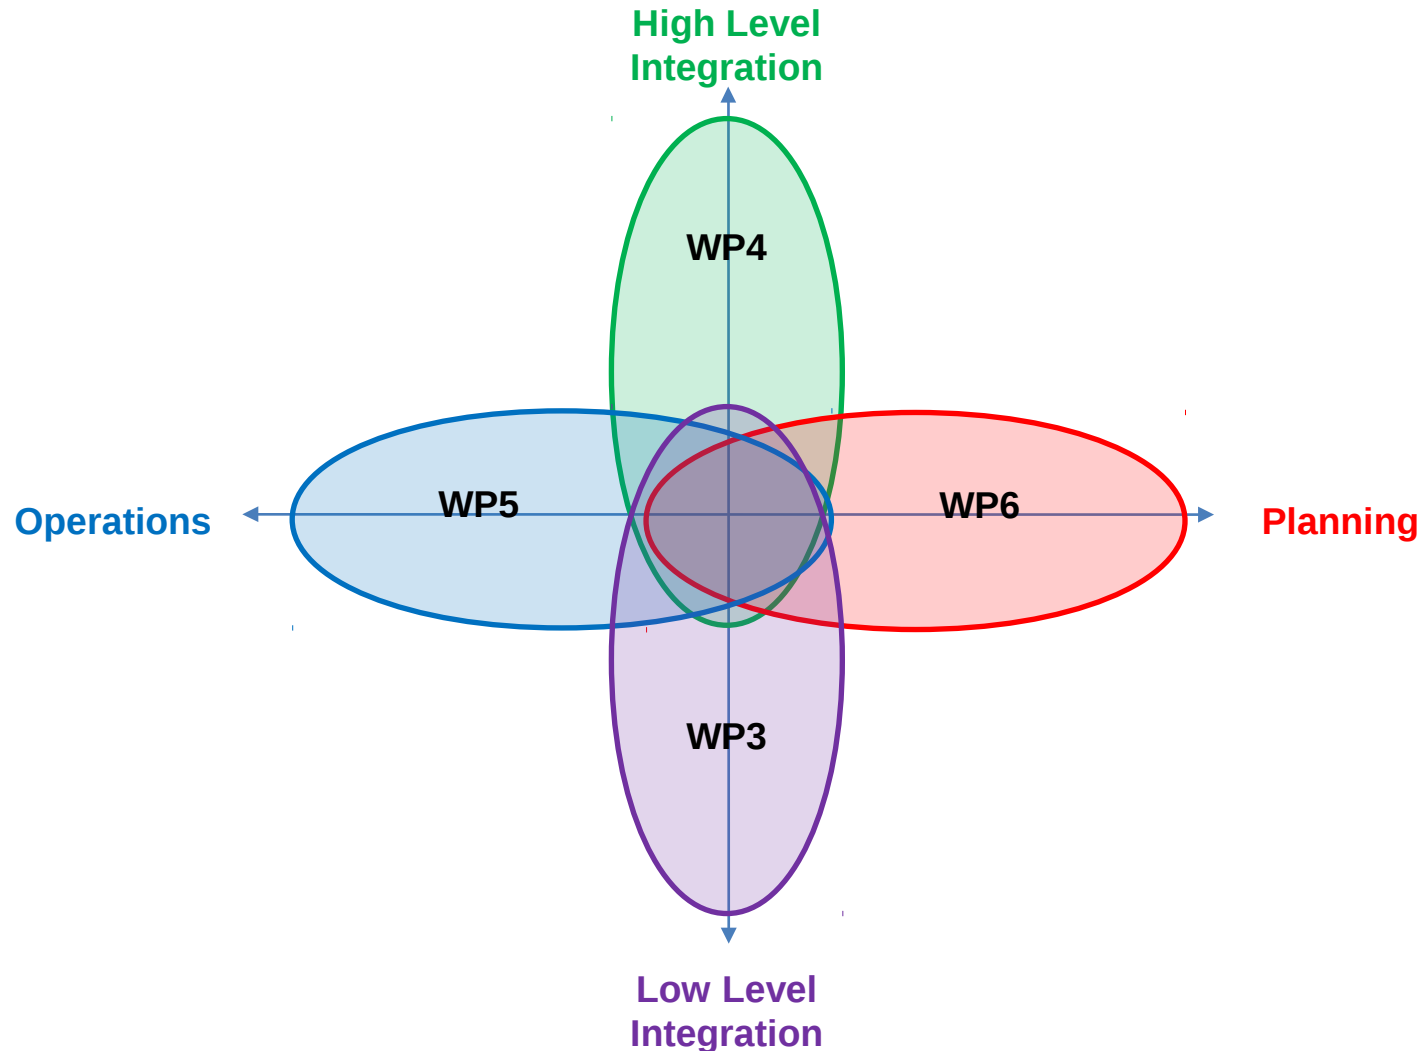 High Level
Integration
WP4
WP5
WP6
Operations
Planning
WP3
Low Level
Integration